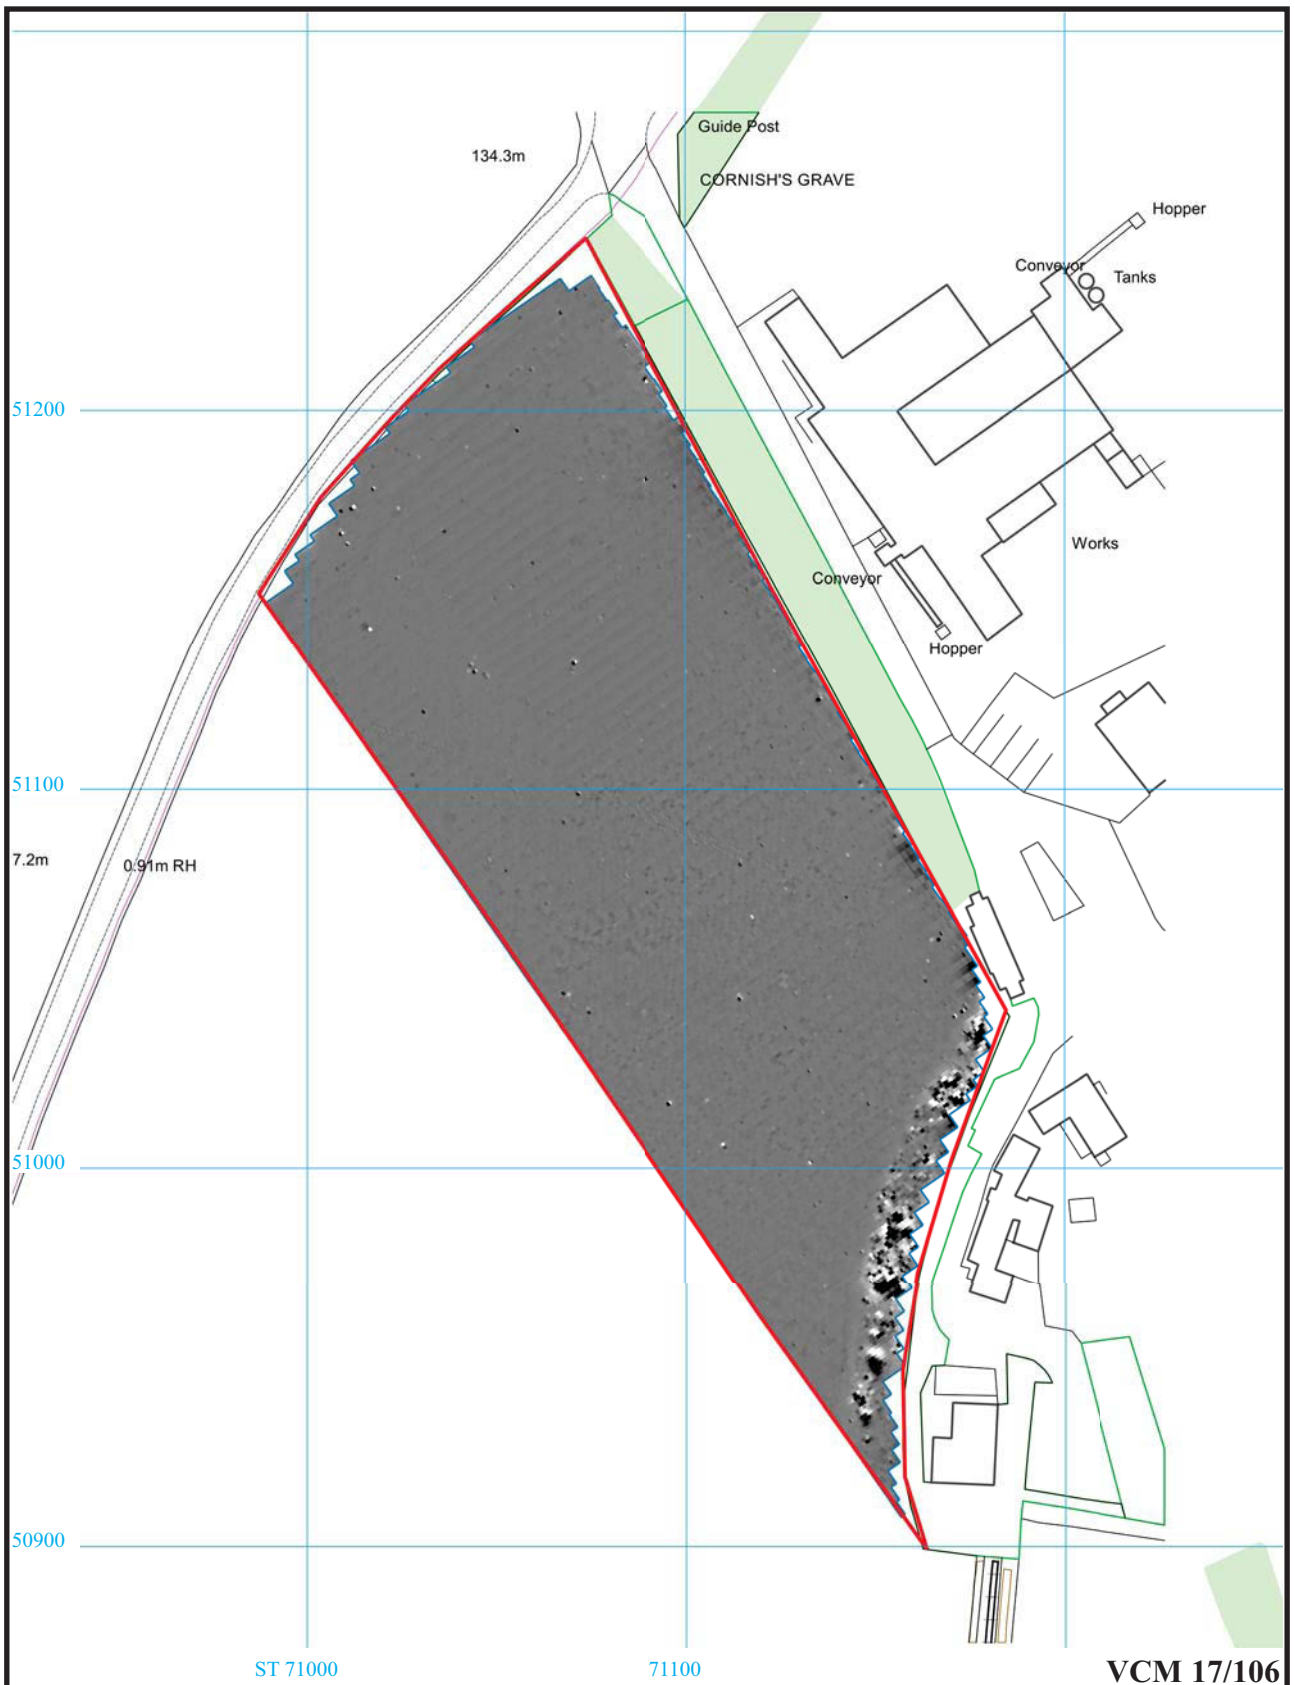 Guide Post
134.3m
CORNISH'S GRAVE
Hopper
Conveyor
Tanks
51200
Works
Conveyor
Hopper
51100
7.2m
0.91m RH
51000
50900
ST 71000
71100
VCM 17/106